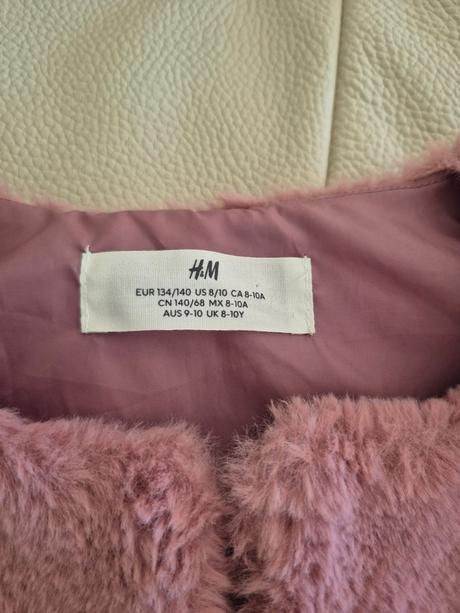 H&M
EUR 134/140 US 8/10 CA 8-10A
CN 140/68 MX 8-10A
AUS 9-10 UK 8-10Y